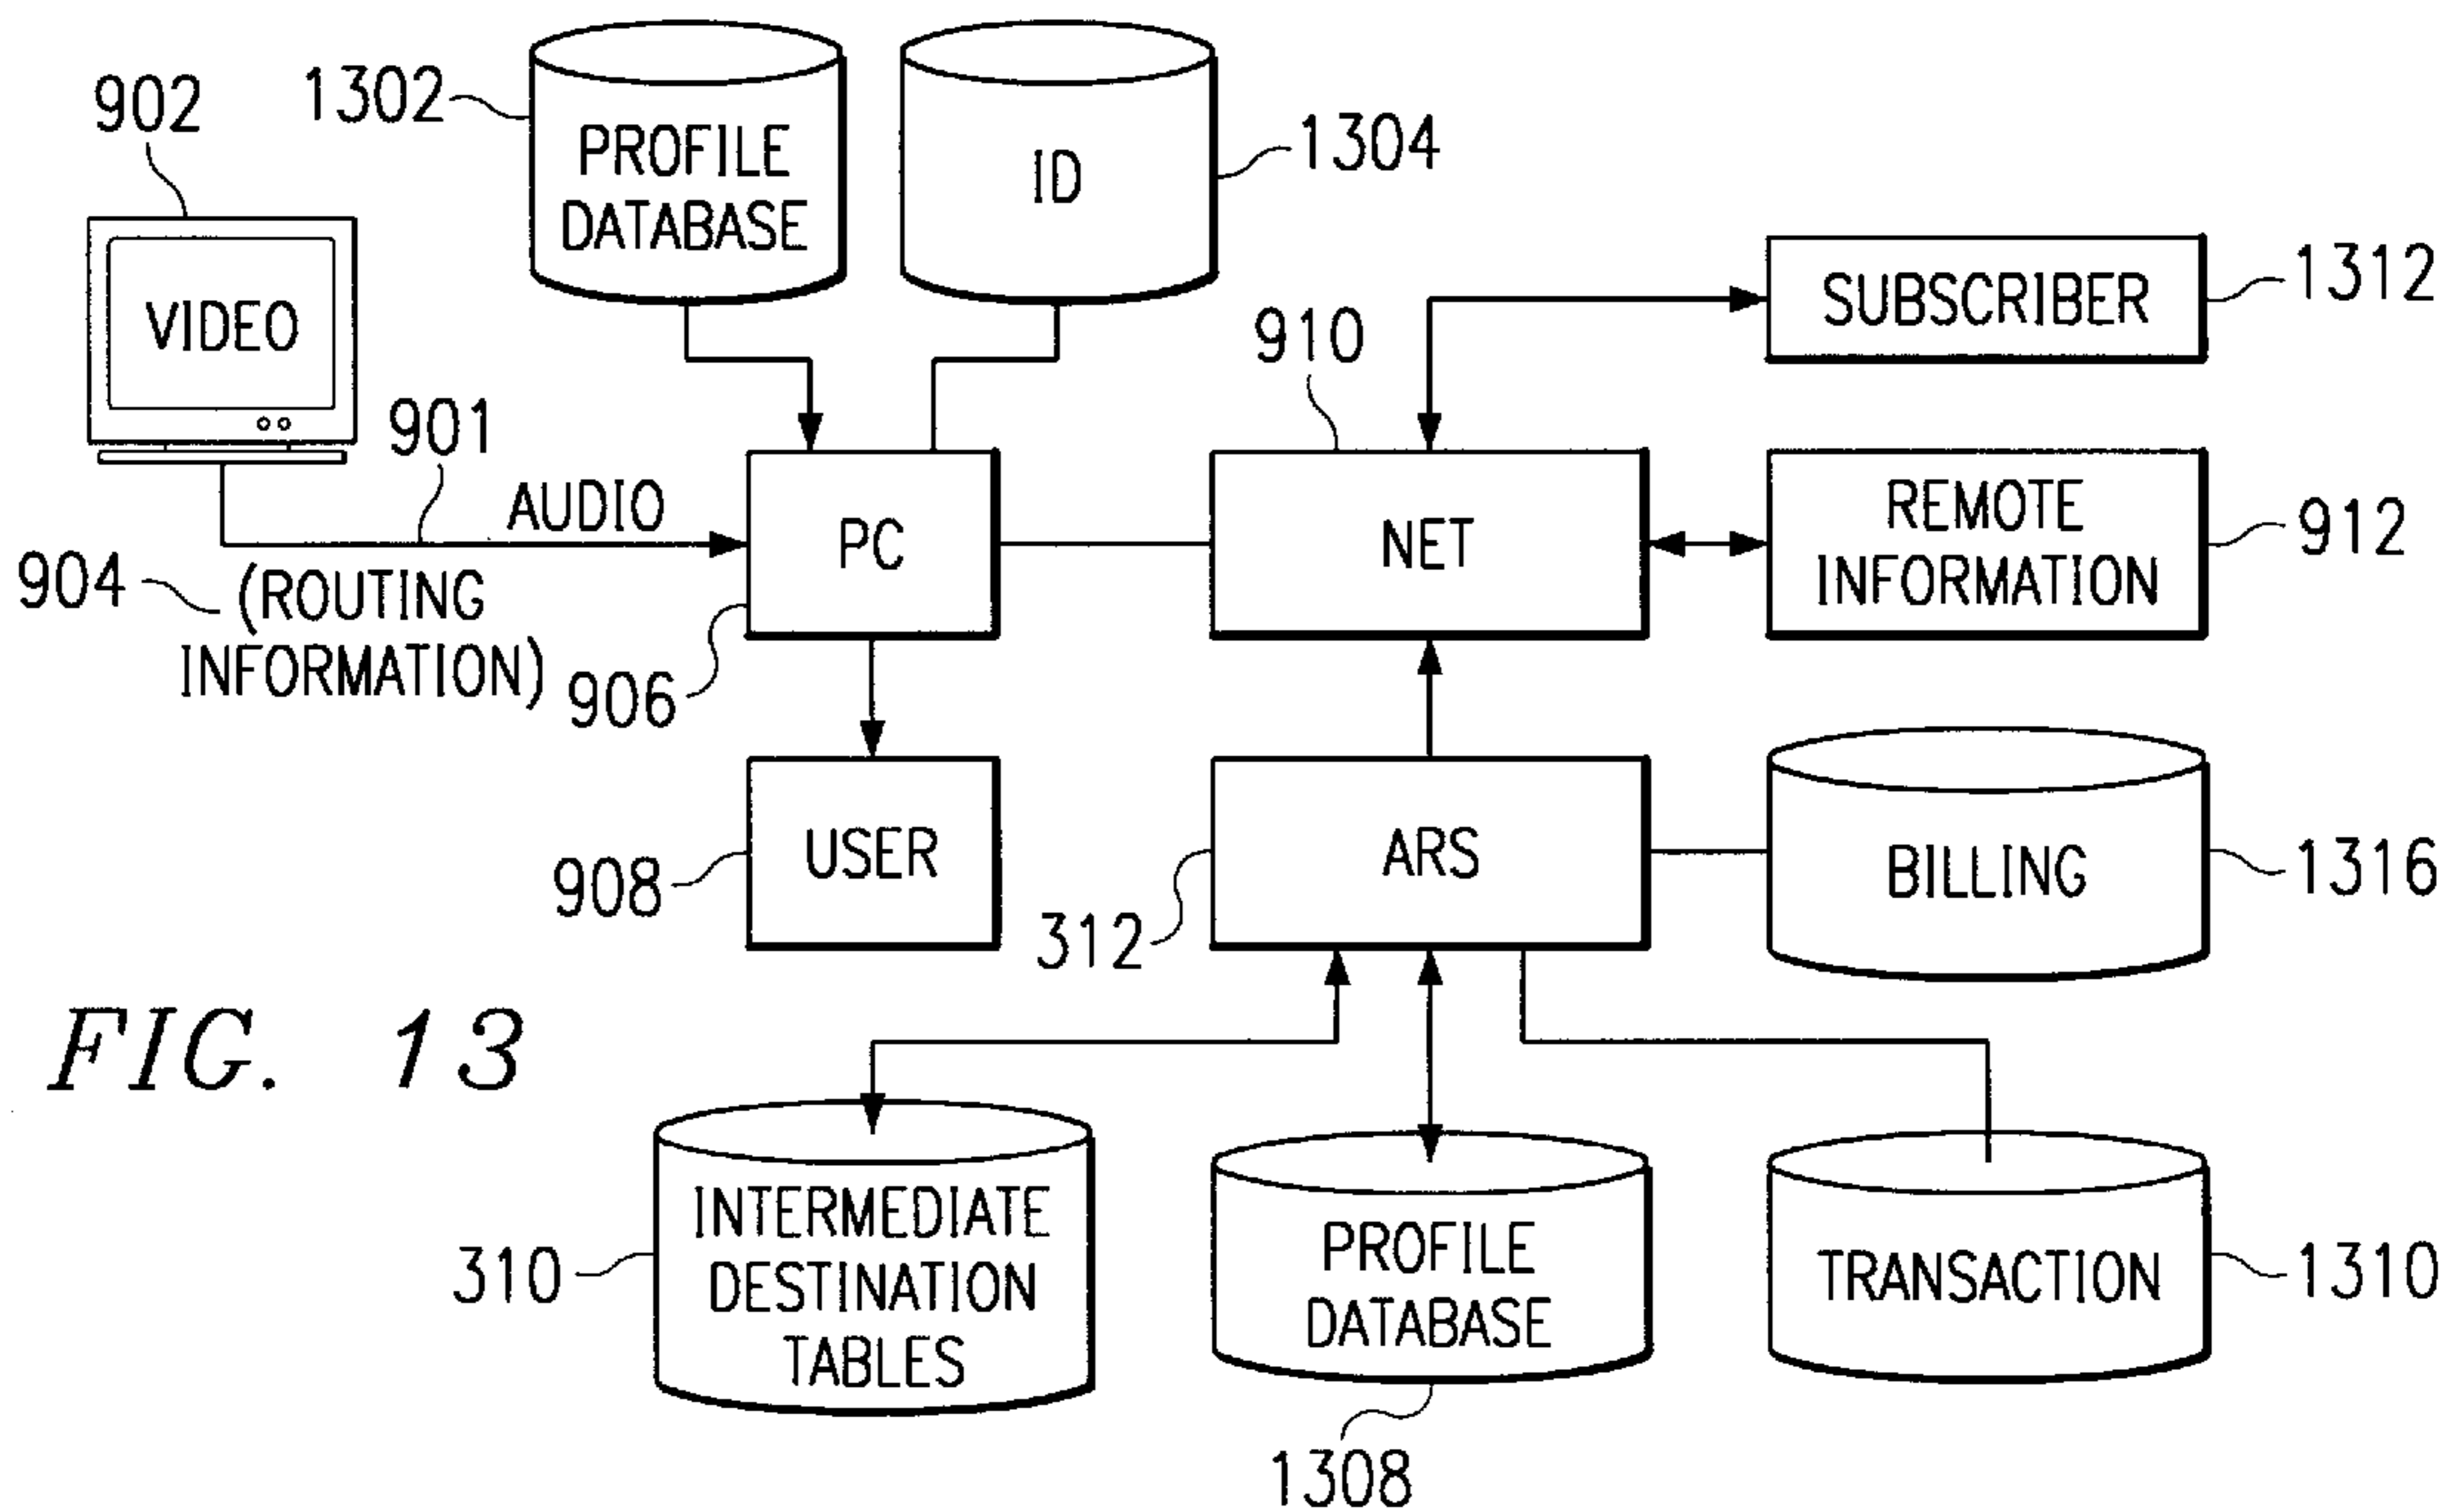 902
1302
PROFILE
DATABASE
ID
1304
VIDEO
910
SUBSCRIBER
1312
901
AUDIO
904
(ROUTING
INFORMATION)
PC
906
NET
REMOTE
INFORMATION
912
USER
908
ARS
312
BILLING
1316
FIG. 13
INTERMEDIATE
DESTINATION
TABLES
310
PROFILE
DATABASE
1308
TRANSACTION
1310